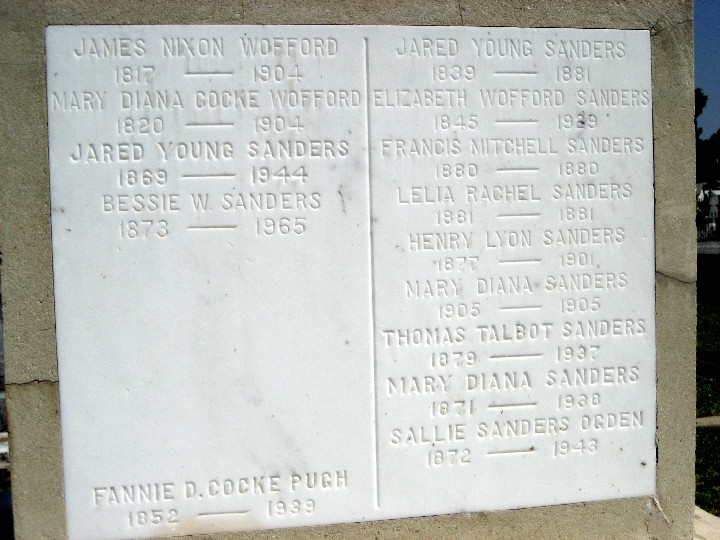 JAMES NIXON WOFFORD
1817 — 1904
MARY DIANA COCKE WOFFORD
1820 — 1904
JARED YOUNG SANDERS
1869 — 1944
BESSIE W. SANDERS
1873 — 1965
FANNIE D. COCKE PUGH
1852 — 1939
JARED YOUNG SANDERS
1839 — 1881
ELIZABETH WOFFORD SANDERS
1845 — 1929
FRANCIS MITCHELL SANDERS
1880 — 1880
LELIA RACHEL SANDERS
1881 — 1881
HENRY LYON SANDERS
1877 — 1901
MARY DIANA SANDERS
1905 — 1905
THOMAS TALBOT SANDERS
1879 — 1937
MARY DIANA SANDERS
1871 — 1938
SALLIE SANDERS OGDEN
1872 — 1943